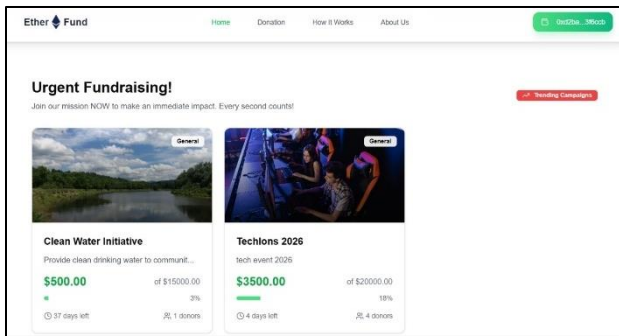 Ether Fund
Home Donation How It Works About Us
Urgent Fundraising!
Join our mission NOW to make an immediate impact. Every second counts!
Trending Campaigns
General
General
Clean Water Initiative
Techlons 2026
Provide clean drinking water to communit...
tech event 2026
$500.00 of $15000.00
$3500.00 of $20000.00
3%
18%
37 days left 1 donors
4 days left 4 donors